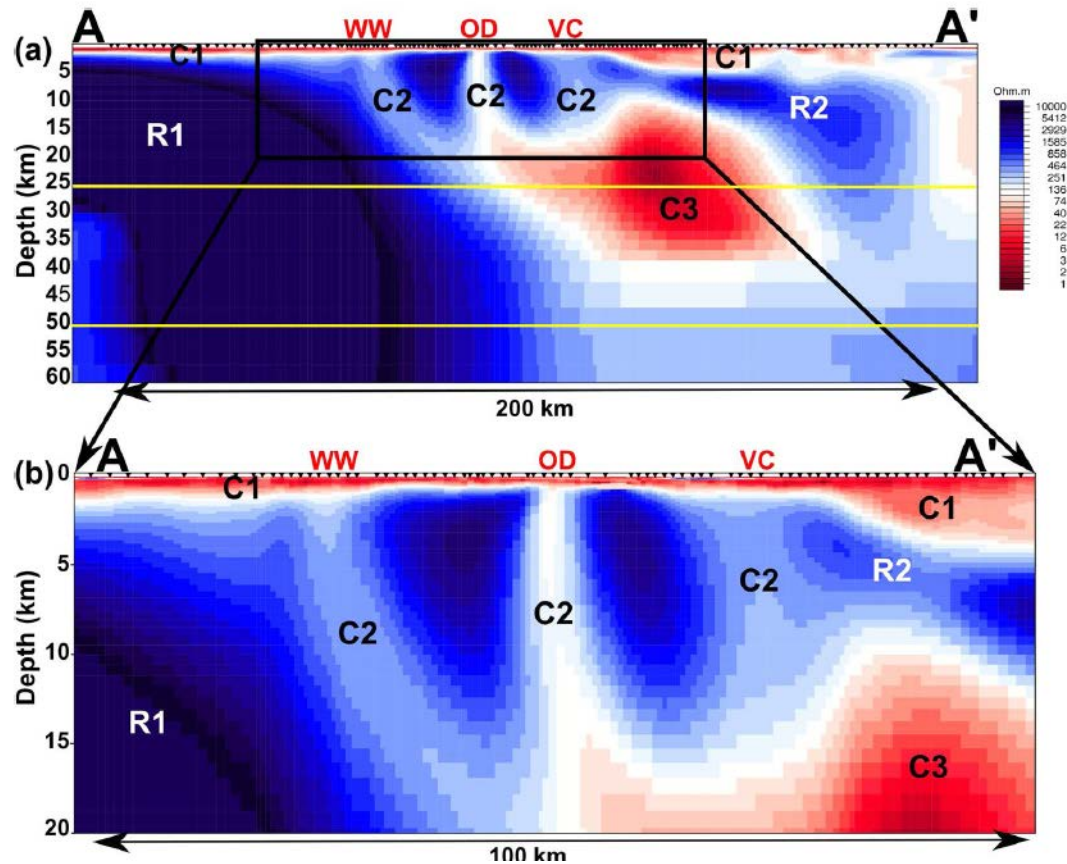 A WW OD VC A'
(a)
C1 C1
5
10 C2 C2 C2
R1 R2
15
20
25
C3
30
35
40
45
50
55
60
Depth (km)
Ohm.m
10000
5412
2929
1585
858
464
251
136
74
40
22
12
6
3
2
1
200 km
(b) 0 A WW OD VC A'
C1 C1
5
R2
C2 C2 C2
10
R1
15
C3
20
Depth (km)
100 km